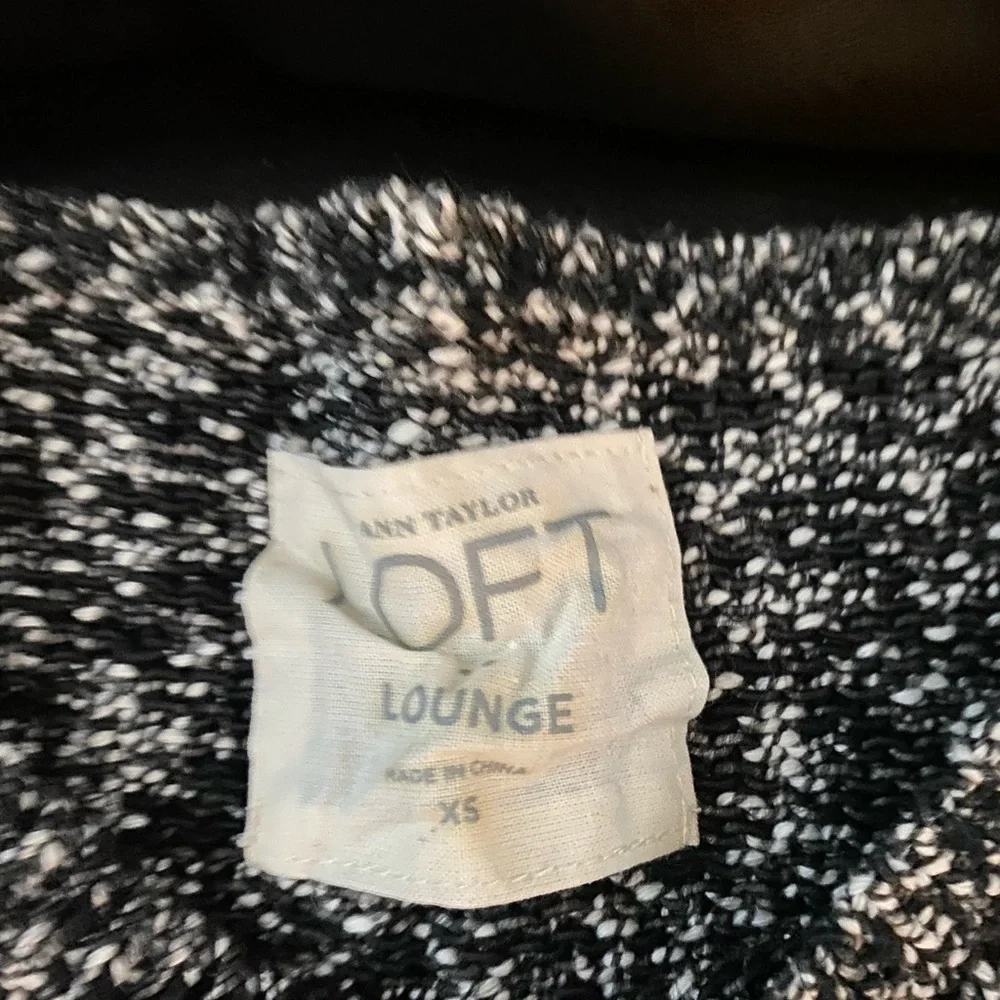 ANN TAYLOR
LOFT
LOUNGE
MADE IN CHINA
XS